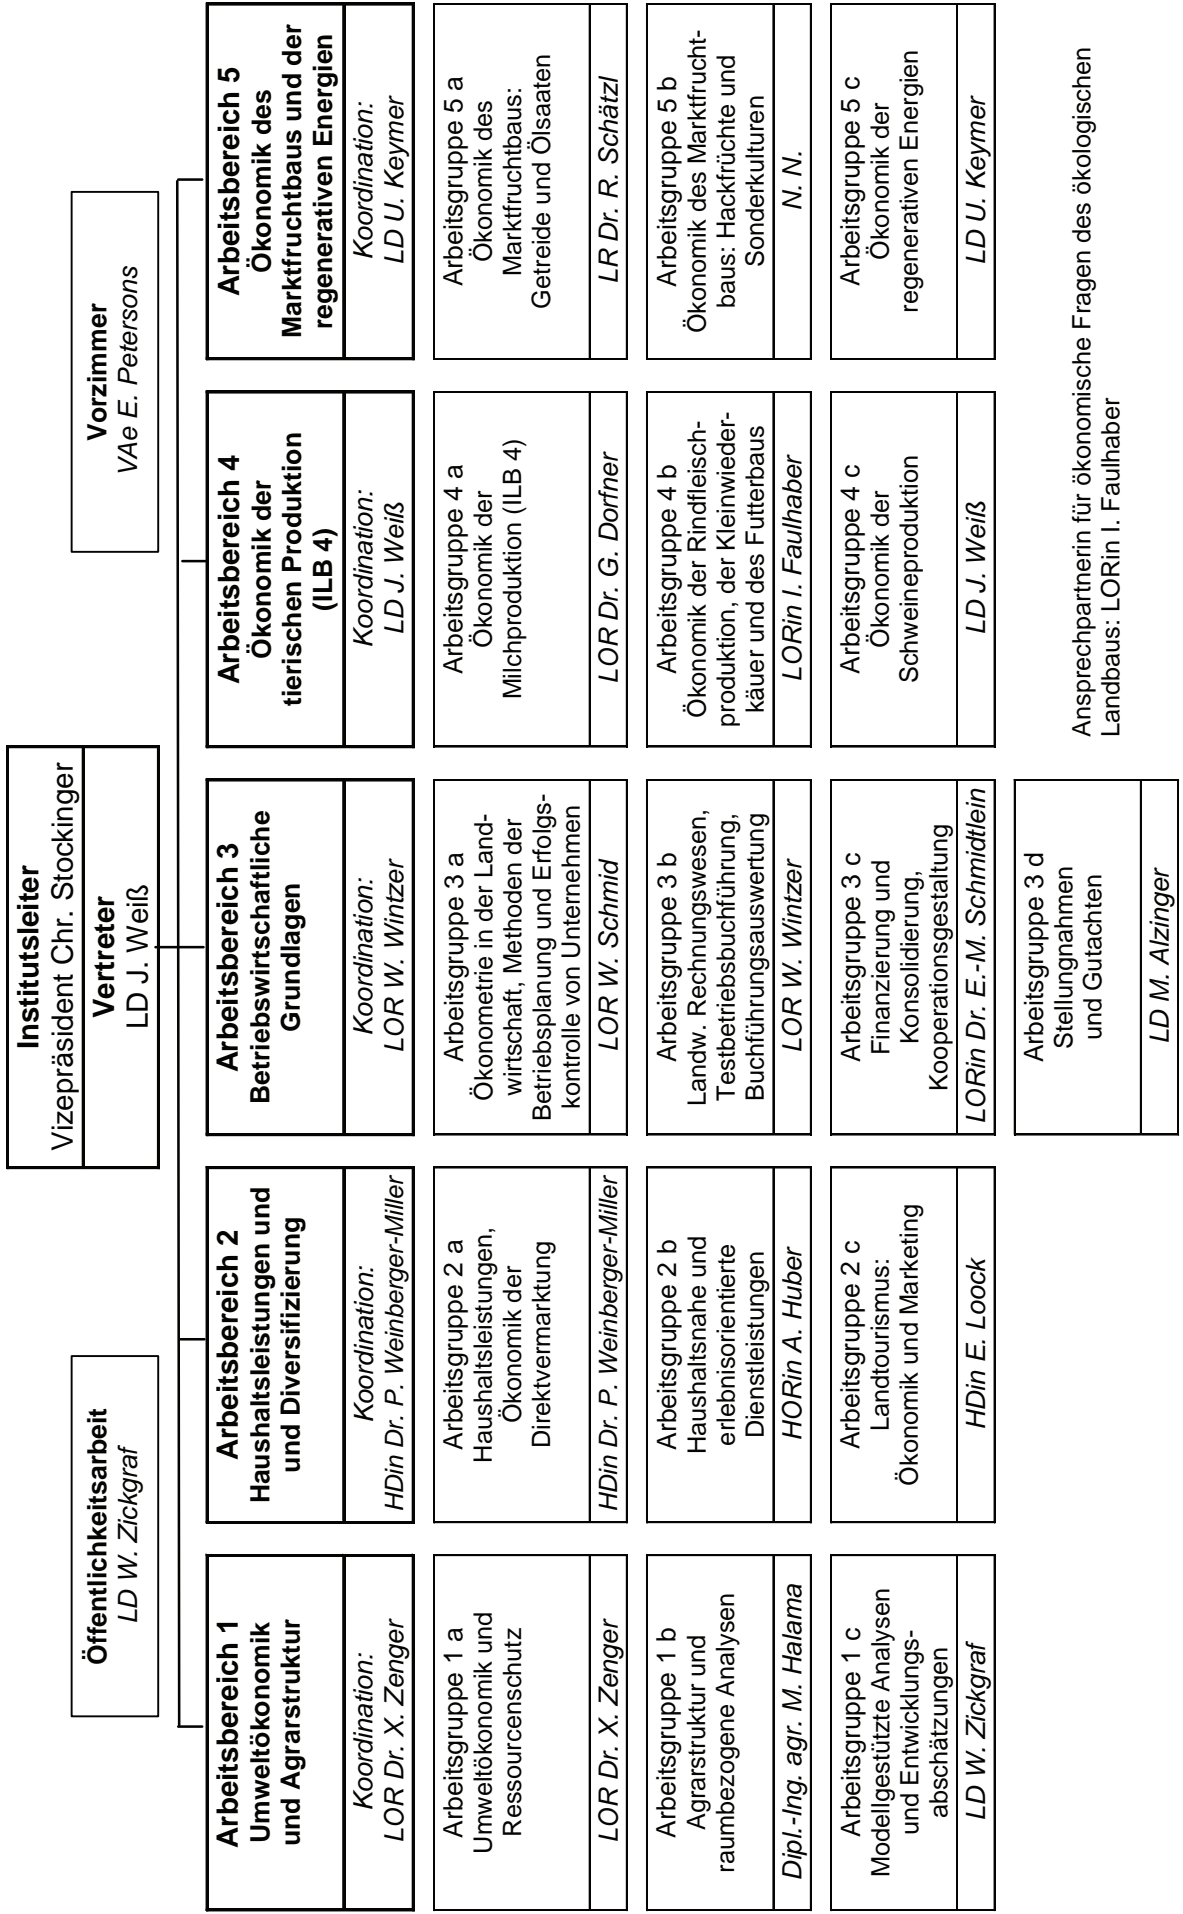 Institutsleiter
Vizepräsident Chr. Stockinger
Vertreter
LD J. Weiß
Öffentlichkeitsarbeit
LD W. Zickgraf
Vorzimmer
VAe E. Petersons
Arbeitsbereich 1
Umweltökonomik
und Agrarstruktur
Koordination:
LOR Dr. X. Zenger
Arbeitsgruppe 1 a
Umweltökonomik und
Ressourcenschutz
LOR Dr. X. Zenger
Arbeitsgruppe 1 b
Agrarstruktur und
raumbezogene Analysen
Dipl.-Ing. agr. M. Halama
Arbeitsgruppe 1 c
Modellgestützte Analysen
und Entwicklungs-
abschätzungen
LD W. Zickgraf
Arbeitsbereich 2
Haushaltsleistungen und
und Diversifizierung
Koordination:
HDin Dr. P. Weinberger-Miller
Arbeitsgruppe 2 a
Haushaltsleistungen,
Ökonomik der
Direktvermarktung
HDin Dr. P. Weinberger-Miller
Arbeitsgruppe 2 b
Haushaltsnahe und
erlebnisorientierte
Dienstleistungen
HORin A. Huber
Arbeitsgruppe 2 c
Landtourismus:
Ökonomik und Marketing
HDin E. Loock
Arbeitsbereich 3
Betriebswirtschaftliche
Grundlagen
Koordination:
LOR W. Wintzer
Arbeitsgruppe 3 a
Ökonometrie in der Land-
wirtschaft, Methoden der
Betriebsplanung und Erfolgs-
kontrolle von Unternehmen
LOR W. Schmid
Arbeitsgruppe 3 b
Landw. Rechnungswesen,
Testbetriebsbuchführung,
Buchführungsauswertung
LOR W. Wintzer
Arbeitsgruppe 3 c
Finanzierung und
Konsolidierung,
Kooperationsgestaltung
LORin Dr. E.-M. Schmidtlein
Arbeitsgruppe 3 d
Stellungnahmen
und Gutachten
LD M. Alzinger
Arbeitsbereich 4
Ökonomik der
tierischen Produktion
(ILB 4)
Koordination:
LD J. Weiß
Arbeitsgruppe 4 a
Ökonomik der
Milchproduktion (ILB 4)
LOR Dr. G. Dorfner
Arbeitsgruppe 4 b
Ökonomik der Rindfleisch-
produktion, der Kleinwieder-
käuer und des Futterbaus
LORin I. Faulhaber
Arbeitsgruppe 4 c
Ökonomik der
Schweineproduktion
LD J. Weiß
Arbeitsbereich 5
Ökonomik des
Marktfruchtbaus und der
regenerativen Energien
Koordination:
LD U. Keymer
Arbeitsgruppe 5 a
Ökonomik des
Marktfruchtbaus:
Getreide und Ölsaaten
LR Dr. R. Schätzl
Arbeitsgruppe 5 b
Ökonomik des Marktfrucht-
baus: Hackfrüchte und
Sonderkulturen
N. N.
Arbeitsgruppe 5 c
Ökonomik der
regenerativen Energien
LD U. Keymer
Ansprechpartnerin für ökonomische Fragen des ökologischen
Landbaus: LORin I. Faulhaber